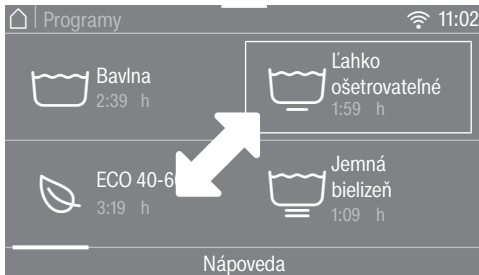 Programy
11:02
Bavlna
2:39 h
Ľahko
ošetrovateľné
1:59 h
ECO 40-6
3:19 h
Jemná
bielizeň
1:09 h
Nápoveda